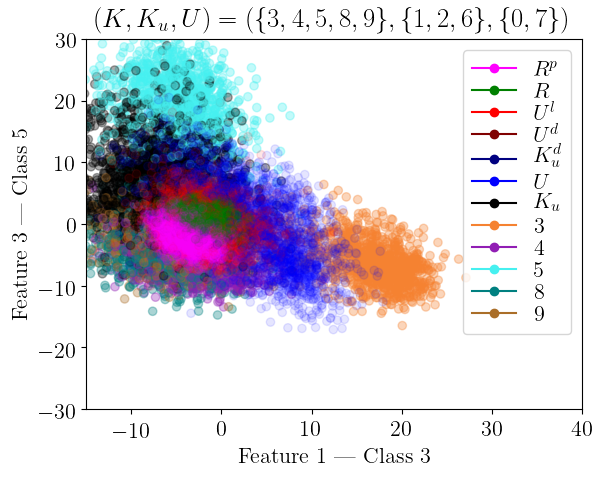 (K, K_u, U) = ({3, 4, 5, 8, 9}, {1, 2, 6}, {0, 7})
30
20
10
0
−10
−20
−30
Feature 3 — Class 5
R^p
R
U^l
U^d
K_u^d
U
K_u
3
4
5
8
9
−10
0
10
20
30
40
Feature 1 — Class 3